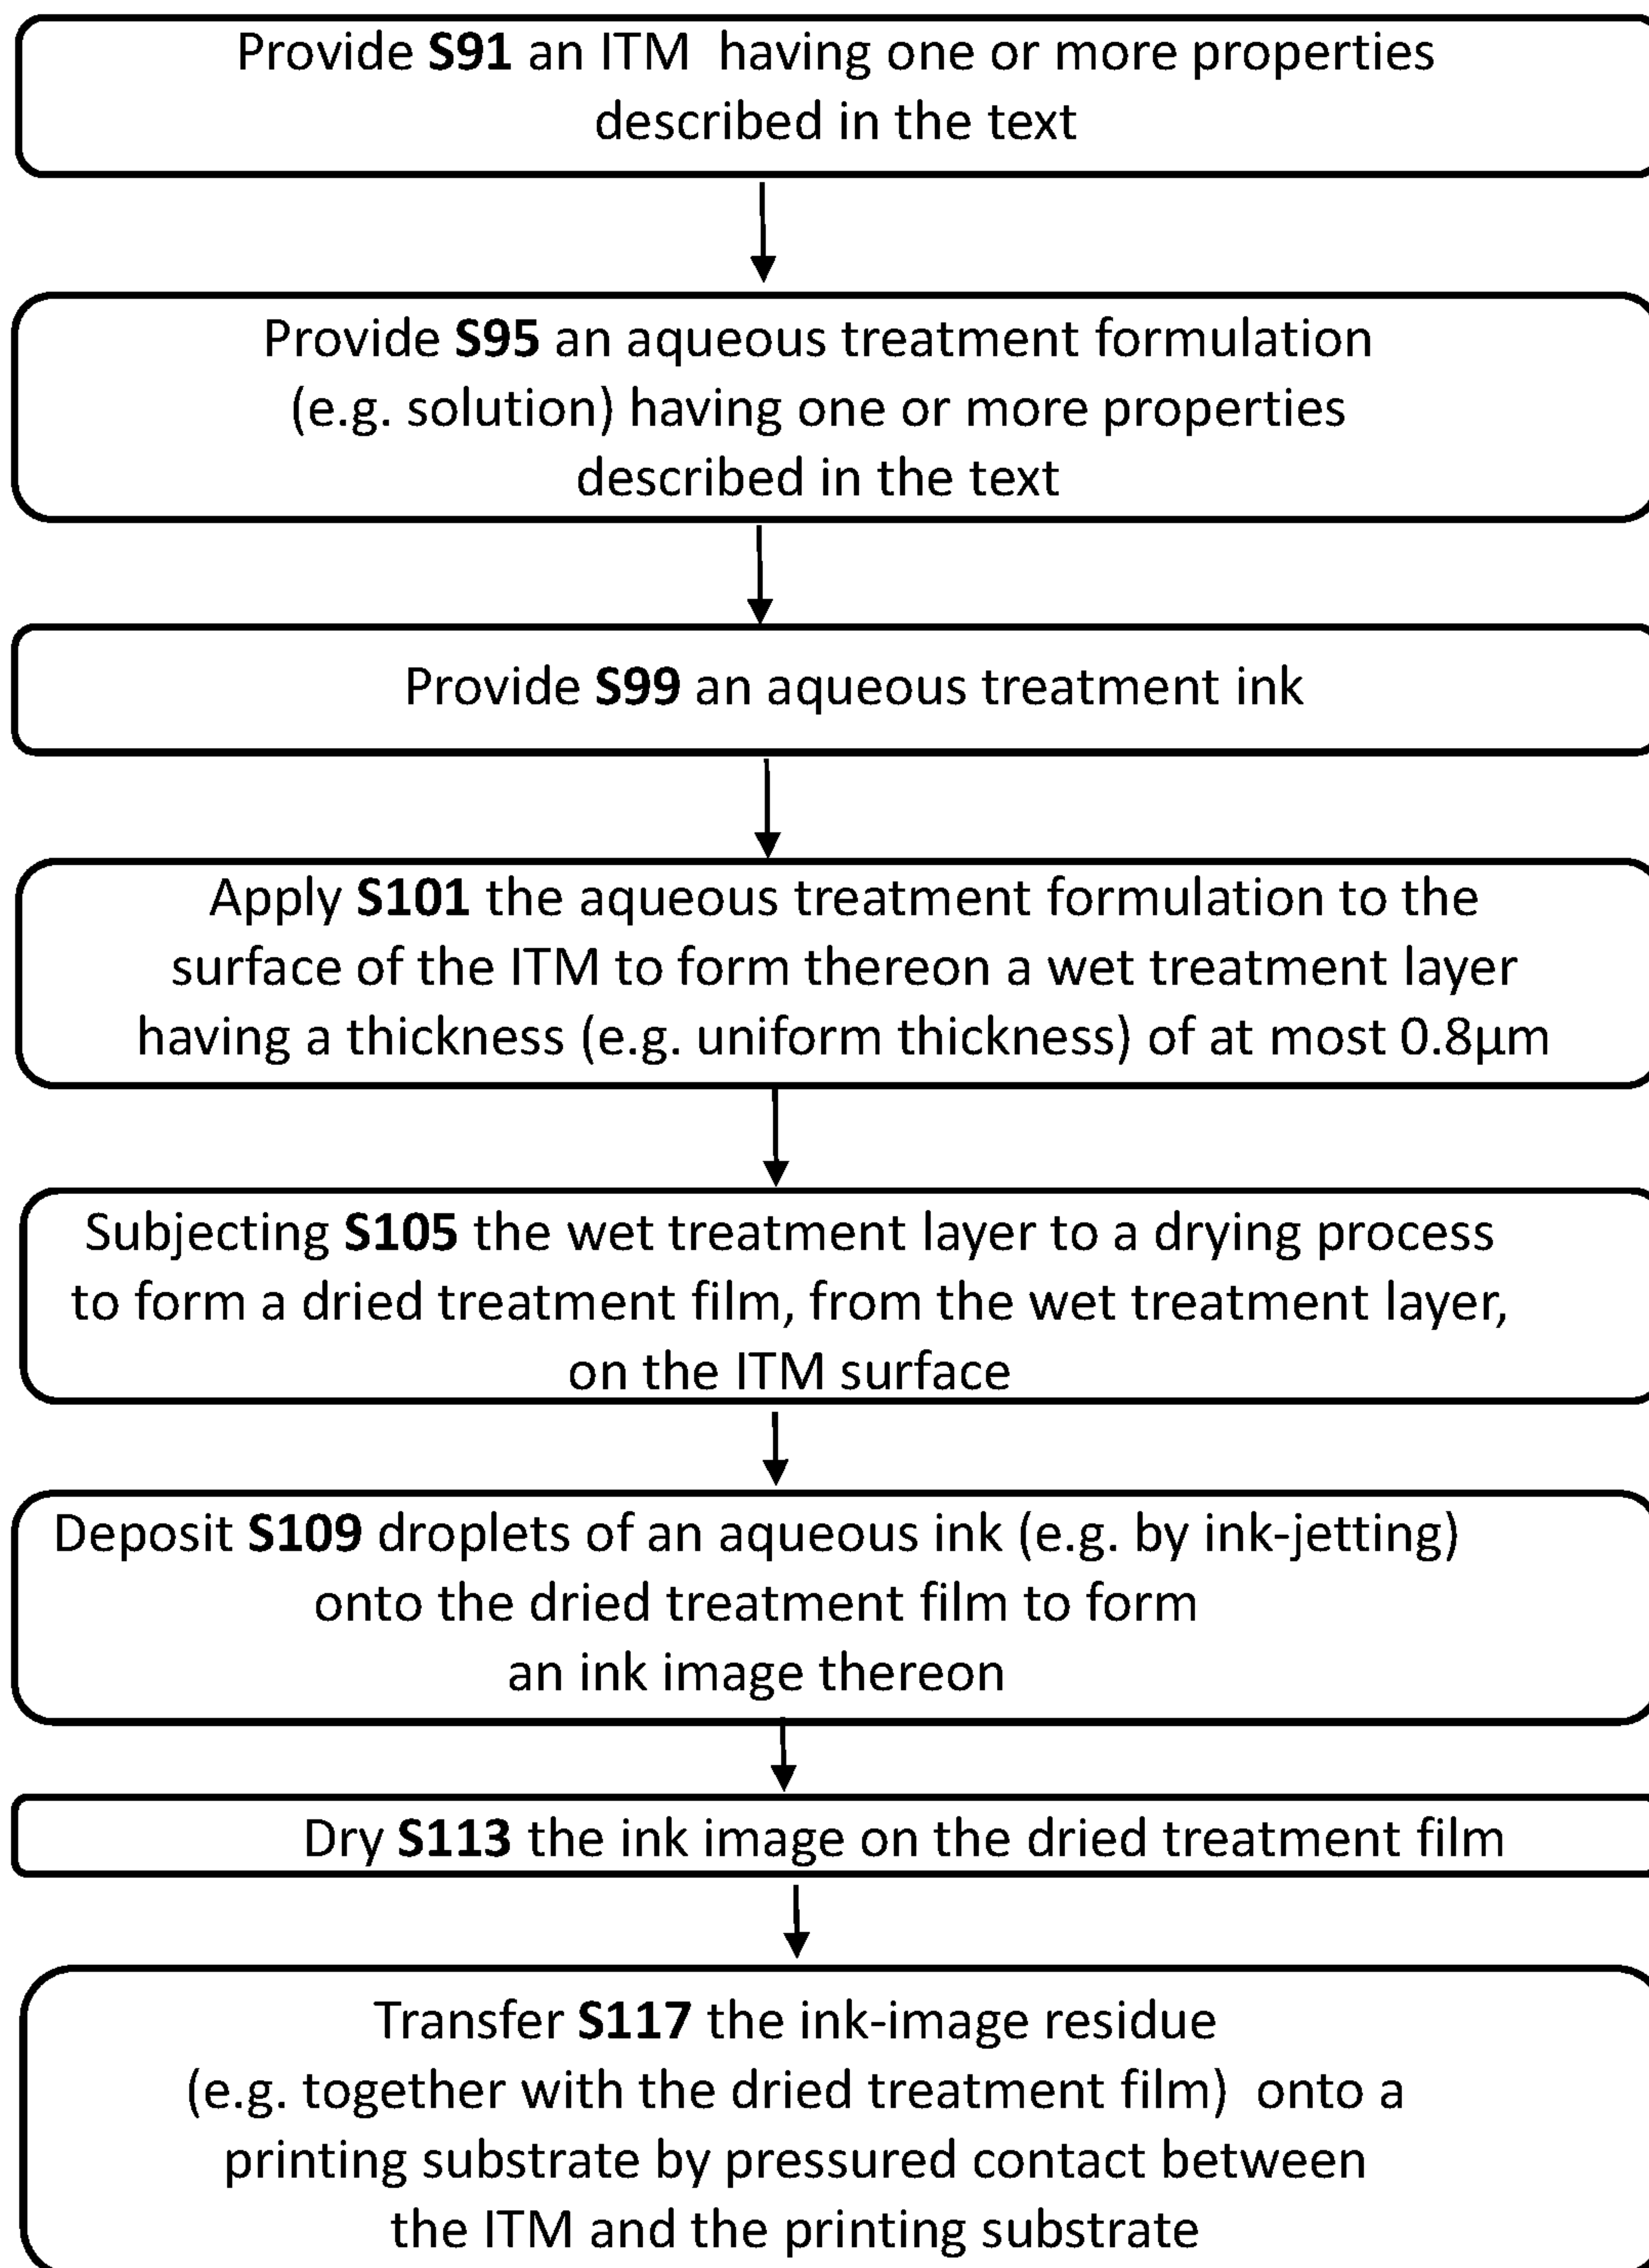 Provide S91 an ITM having one or more properties
described in the text
Provide S95 an aqueous treatment formulation
(e.g. solution) having one or more properties
described in the text
Provide S99 an aqueous treatment ink
Apply S101 the aqueous treatment formulation to the
surface of the ITM to form thereon a wet treatment layer
having a thickness (e.g. uniform thickness) of at most 0.8μm
Subjecting S105 the wet treatment layer to a drying process
to form a dried treatment film, from the wet treatment layer,
on the ITM surface
Deposit S109 droplets of an aqueous ink (e.g. by ink-jetting)
onto the dried treatment film to form
an ink image thereon
Dry S113 the ink image on the dried treatment film
Transfer S117 the ink-image residue
(e.g. together with the dried treatment film) onto a
printing substrate by pressured contact between
the ITM and the printing substrate